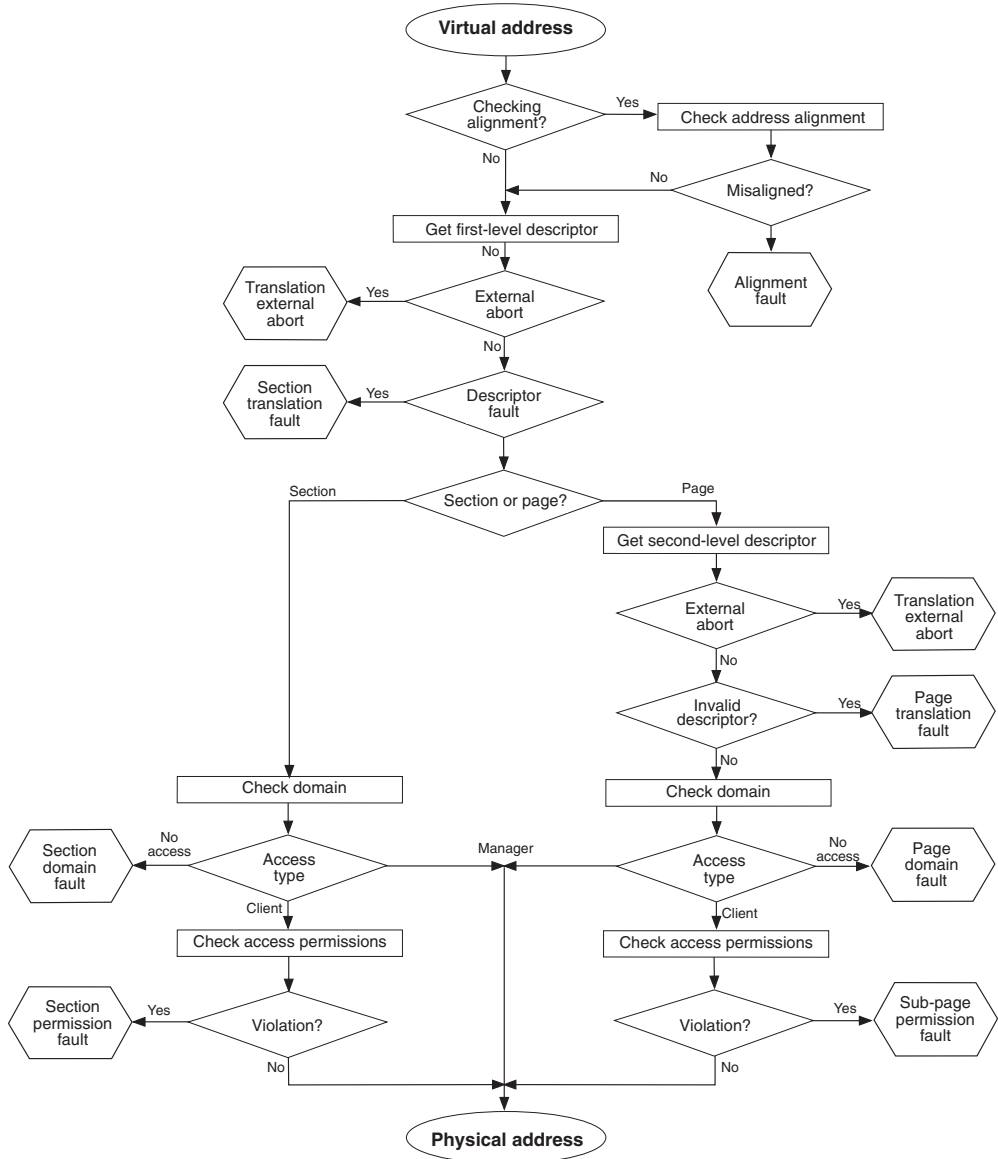 Virtual address
Checking
alignment?
Yes
Check address alignment
No
No
Misaligned?
Get first-level descriptor
No
Alignment
fault
Translation
external
abort
Yes
External
abort
No
Section
translation
fault
Yes
Descriptor
fault
Section
Section or page?
Page
Get second-level descriptor
External
abort
Yes
Translation
external
abort
No
Invalid
descriptor?
Yes
Page
translation
fault
No
Check domain
Check domain
Section
domain
fault
No
access
Access
type
Manager
Access
type
No
access
Page
domain
fault
Client
Client
Check access permissions
Check access permissions
Section
permission
fault
Yes
Violation?
Violation?
Yes
Sub-page
permission
fault
No
No
Physical address